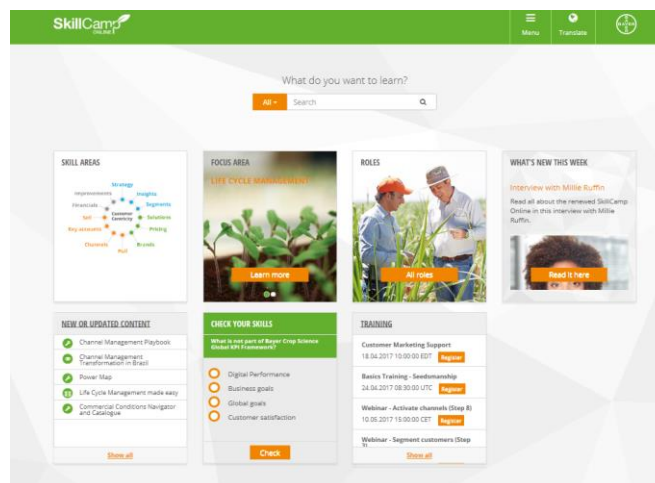 SkillCamp
ONLINE
Menu
Translate
BAYER
What do you want to learn?
All
Search
SKILL AREAS
Strategy
Improvements
Insights
Financials
Segments
Customer
Centricity
Sell
Solutions
Key accounts
Pricing
Channels
Brands
Pull
FOCUS AREA
LIFE CYCLE MANAGEMENT
Learn more
ROLES
All roles
WHAT'S NEW THIS WEEK
Interview with Millie Ruffin
Read all about the renewed SkillCamp
Online in this interview with Millie
Ruffin.
Read it here
NEW OR UPDATED CONTENT
Channel Management Playbook
Channel Management
Transformation in Brazil
Power Map
Life Cycle Management made easy
Commercial Conditions Navigator
and Catalogue
Show all
CHECK YOUR SKILLS
What is not part of Bayer Crop Science
Global KPI Framework?
Digital Performance
Business goals
Global goals
Customer satisfaction
Check
TRAINING
Customer Marketing Support
18.04.2017 10:00:00 EDT Register
Basics Training - Seedsmanship
24.04.2017 08:30:00 UTC Register
Webinar - Activate channels (Step 8)
10.05.2017 15:00:00 CET Register
Webinar - Segment customers (Step
Show all